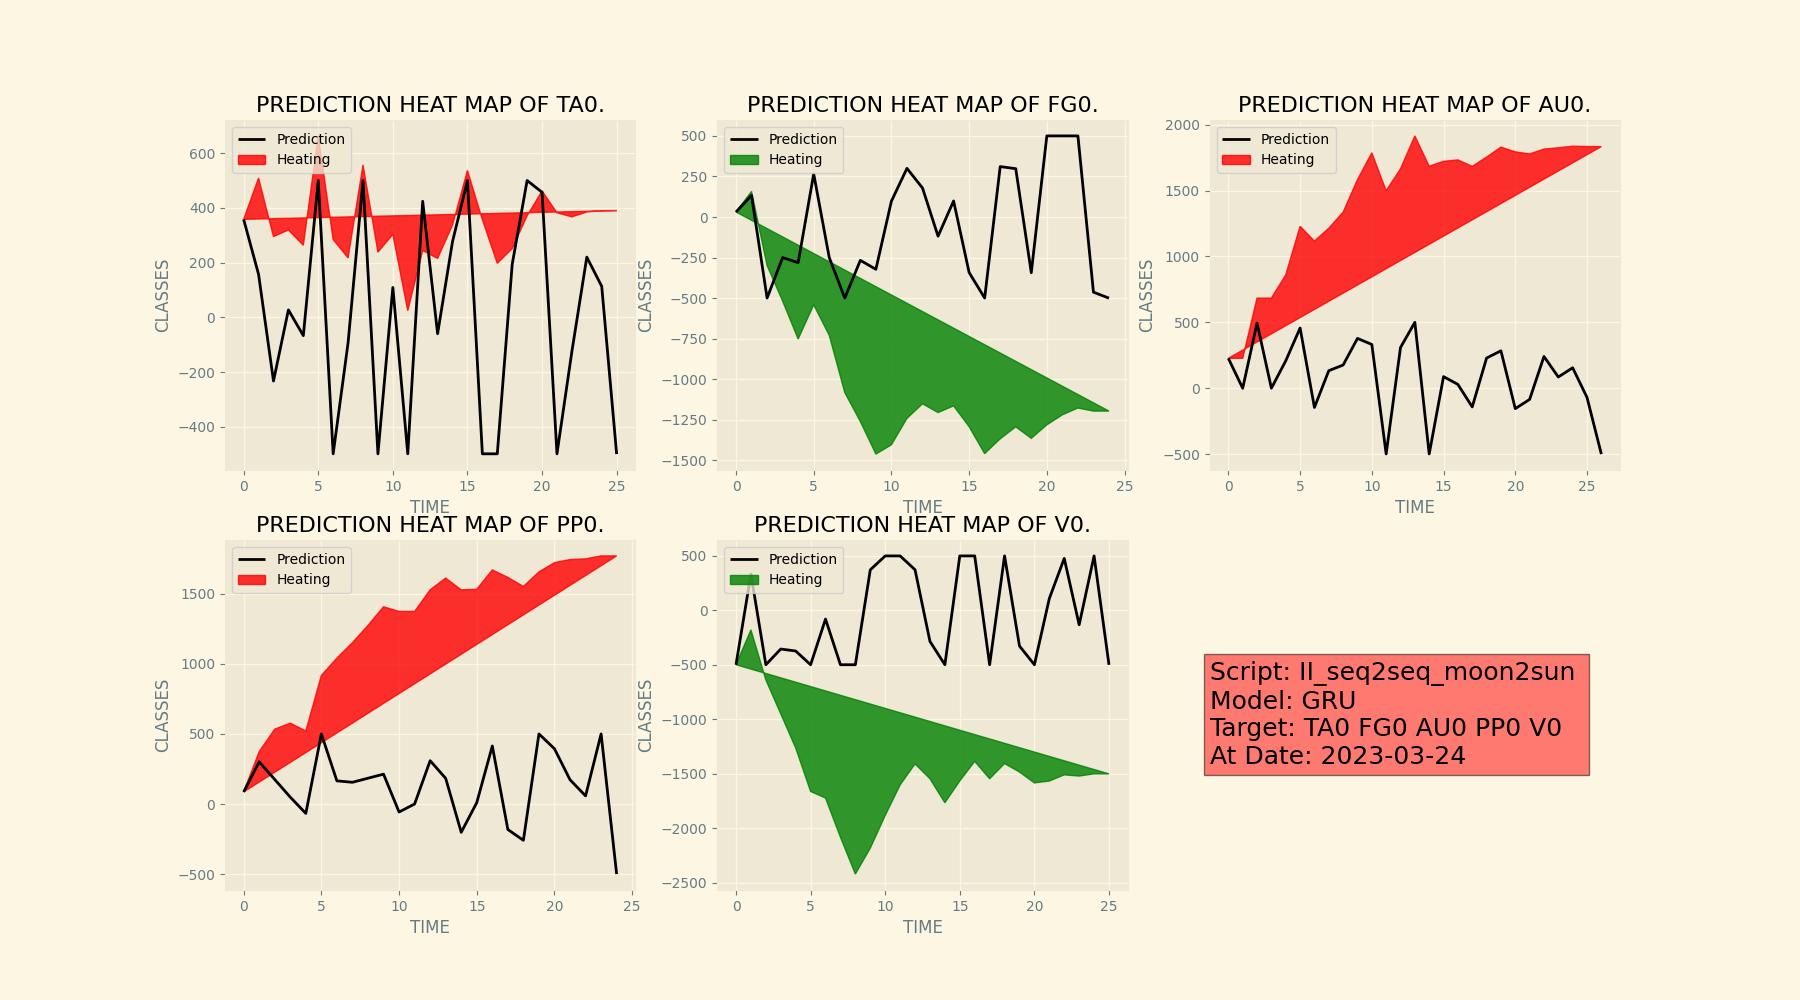 PREDICTION HEAT MAP OF TA0.
Prediction
Heating
600
400
200
0
−200
−400
CLASSES
0 5 10 15 20 25
TIME
PREDICTION HEAT MAP OF FG0.
Prediction
Heating
500
250
0
−250
−500
−750
−1000
−1250
−1500
CLASSES
0 5 10 15 20 25
TIME
PREDICTION HEAT MAP OF AU0.
Prediction
Heating
2000
1500
1000
500
0
−500
CLASSES
0 5 10 15 20 25
TIME
PREDICTION HEAT MAP OF PP0.
Prediction
Heating
1500
1000
500
0
−500
CLASSES
0 5 10 15 20 25
TIME
PREDICTION HEAT MAP OF V0.
Prediction
Heating
500
0
−500
−1000
−1500
−2000
−2500
CLASSES
0 5 10 15 20 25
TIME
Script: II_seq2seq_moon2sun
Model: GRU
Target: TA0 FG0 AU0 PP0 V0
At Date: 2023-03-24